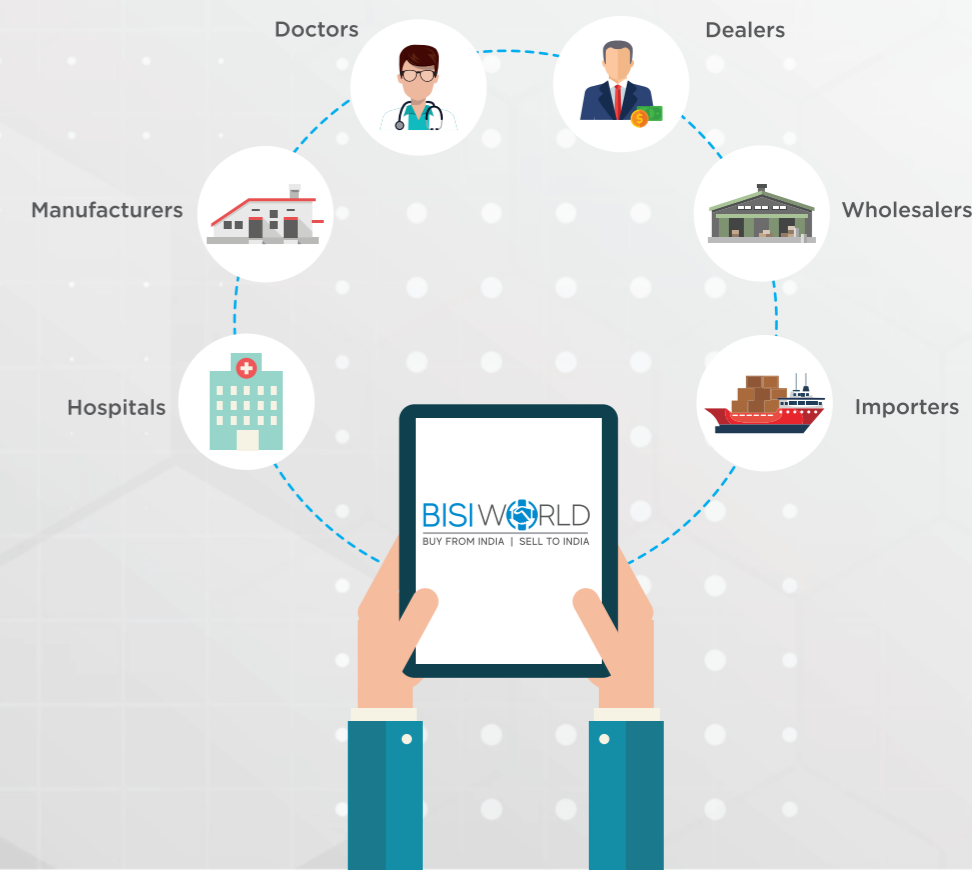 Doctors
Dealers
Manufacturers
Wholesalers
Hospitals
Importers
BISIWORLD
BUY FROM INDIA | SELL TO INDIA